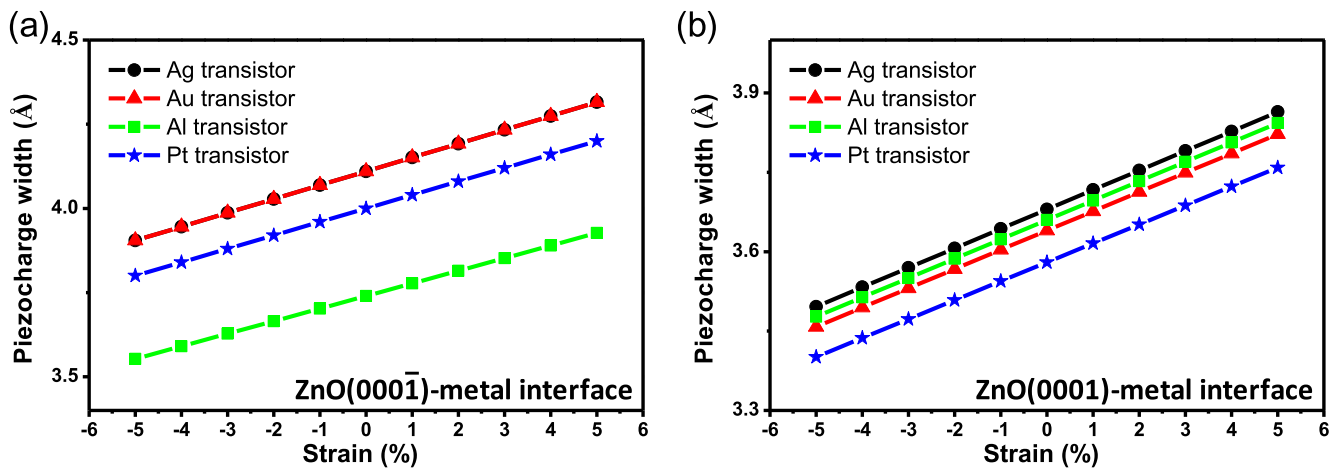 (a)
4.5
4.0
3.5
Piezocharge width (Å)
Ag transistor
Au transistor
Al transistor
Pt transistor
ZnO(0001̅)-metal interface
-6 -5 -4 -3 -2 -1 0 1 2 3 4 5 6
Strain (%)
(b)
3.9
3.6
3.3
Piezocharge width (Å)
Ag transistor
Au transistor
Al transistor
Pt transistor
ZnO(0001)-metal interface
-6 -5 -4 -3 -2 -1 0 1 2 3 4 5 6
Strain (%)